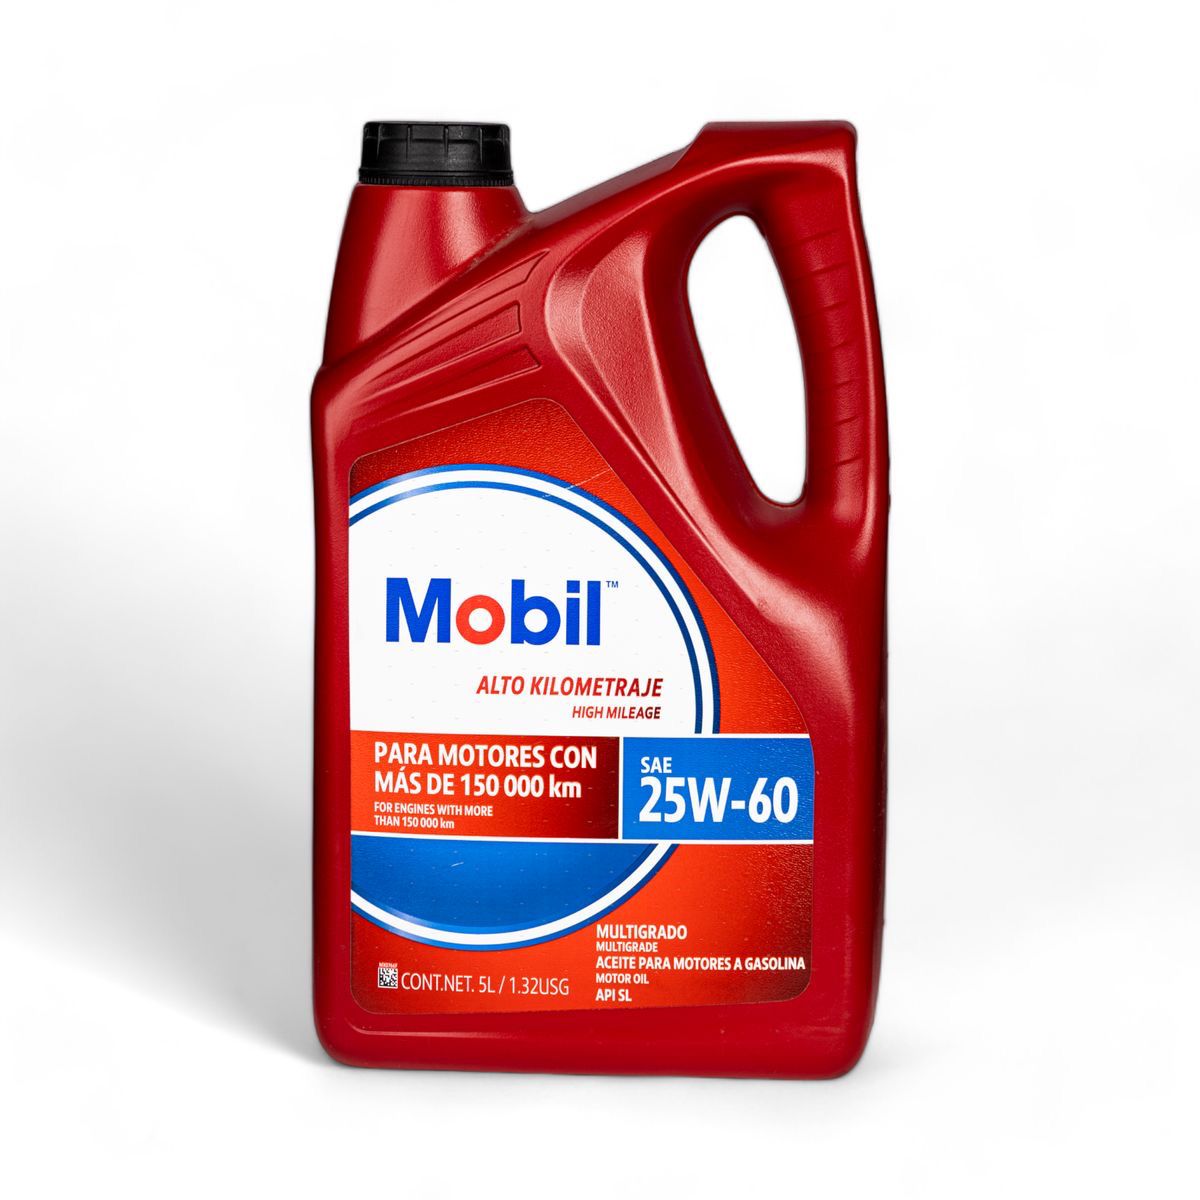 Mobil™
ALTO KILOMETRAJE
HIGH MILEAGE
PARA MOTORES CON
MÁS DE 150 000 km
FOR ENGINES WITH MORE
THAN 150 000 km
SAE
25W-60
MULTIGRADO
MULTIGRADE
ACEITE PARA MOTORES A GASOLINA
MOTOR OIL
API SL
CONT.NET. 5L / 1.32USG